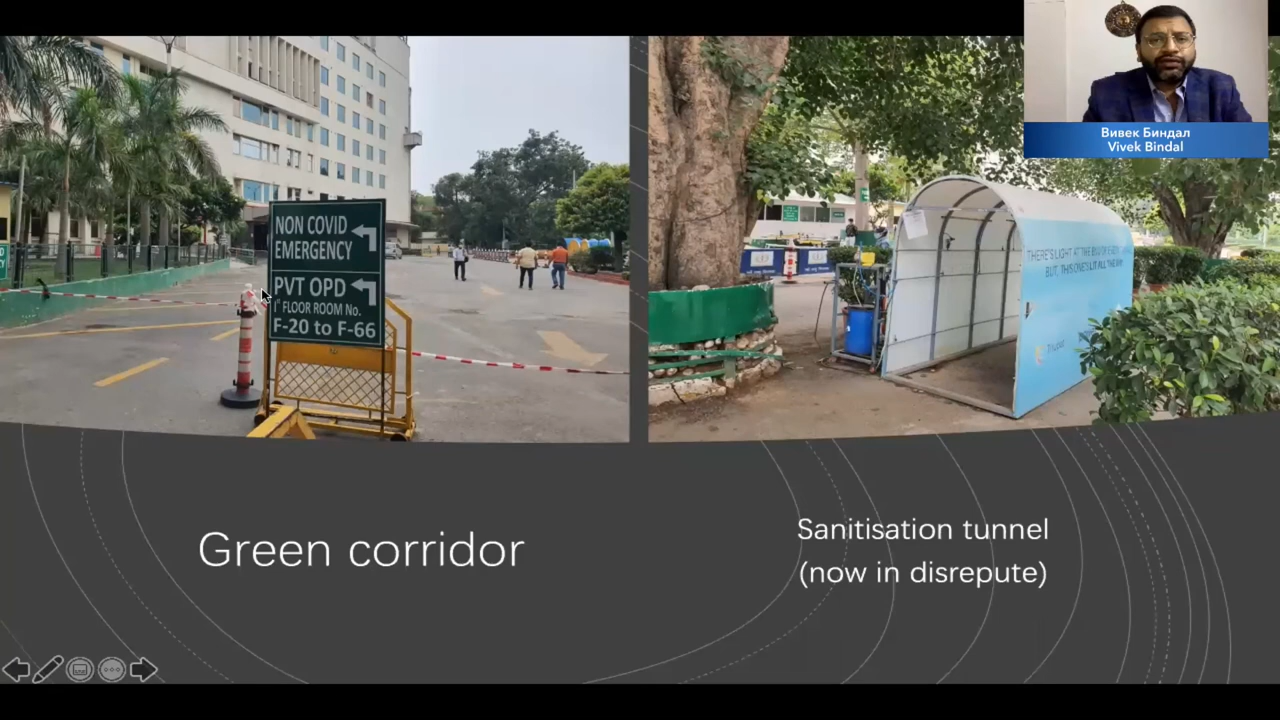 NON COVID
EMERGENCY
PVT OPD
1st FLOOR ROOM No.
F-20 to F-66
THERE'S LIGHT AT THE END OF EVERY
BUT, THIS ONE'S LIT ALL THE WAY
Вивек Биндал
Vivek Bindal
Green corridor
Sanitisation tunnel
(now in disrepute)